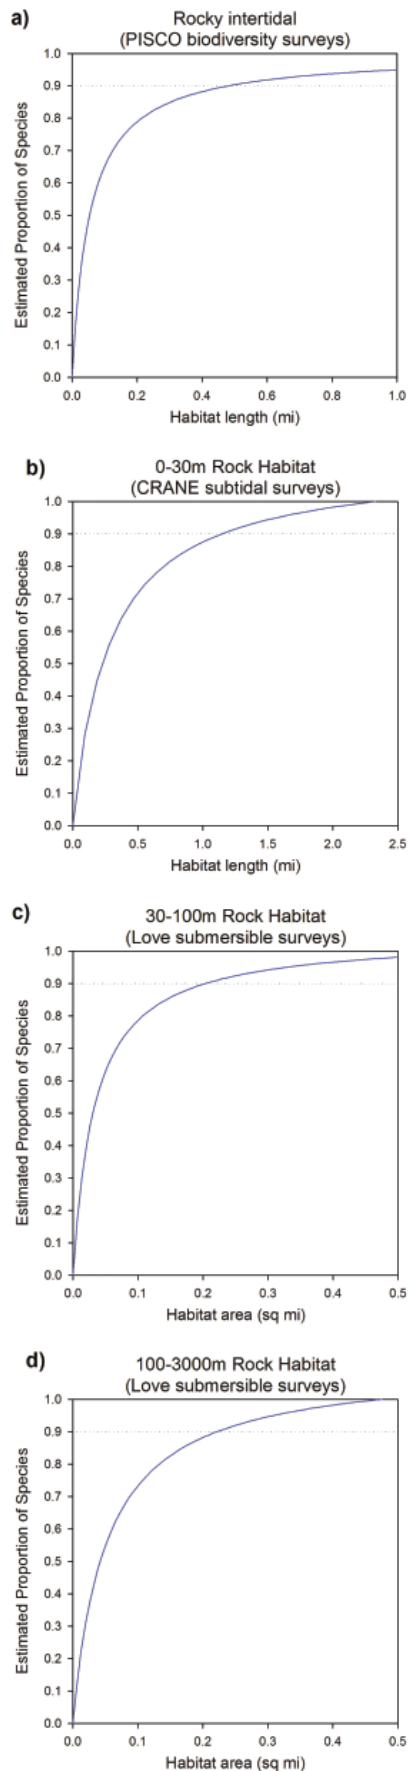 a)
Rocky intertidal
(PISCO biodiversity surveys)
Estimated Proportion of Species
1.0
0.9
0.8
0.7
0.6
0.5
0.4
0.3
0.2
0.1
0.0
0.0 0.2 0.4 0.6 0.8 1.0
Habitat length (mi)
b)
0-30m Rock Habitat
(CRANE subtidal surveys)
Estimated Proportion of Species
1.0
0.9
0.8
0.7
0.6
0.5
0.4
0.3
0.2
0.1
0.0
0.0 0.5 1.0 1.5 2.0 2.5
Habitat length (mi)
c)
30-100m Rock Habitat
(Love submersible surveys)
Estimated Proportion of Species
1.0
0.9
0.8
0.7
0.6
0.5
0.4
0.3
0.2
0.1
0.0
0.0 0.1 0.2 0.3 0.4 0.5
Habitat area (sq mi)
d)
100-3000m Rock Habitat
(Love submersible surveys)
Estimated Proportion of Species
1.0
0.9
0.8
0.7
0.6
0.5
0.4
0.3
0.2
0.1
0.0
0.0 0.1 0.2 0.3 0.4 0.5
Habitat area (sq mi)